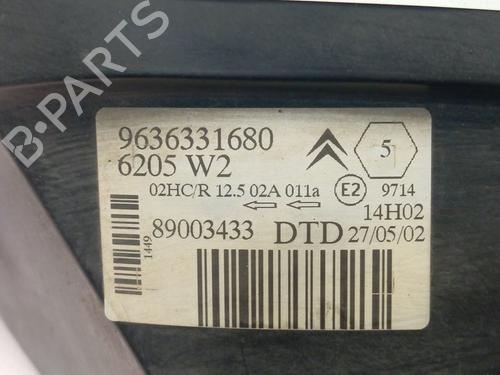 9636331680
6205 W2
5
02HC/R 12.5 02A 011a
E2
9714
14H02
89003433
DTD
27/05/02
1449
B-PARTS